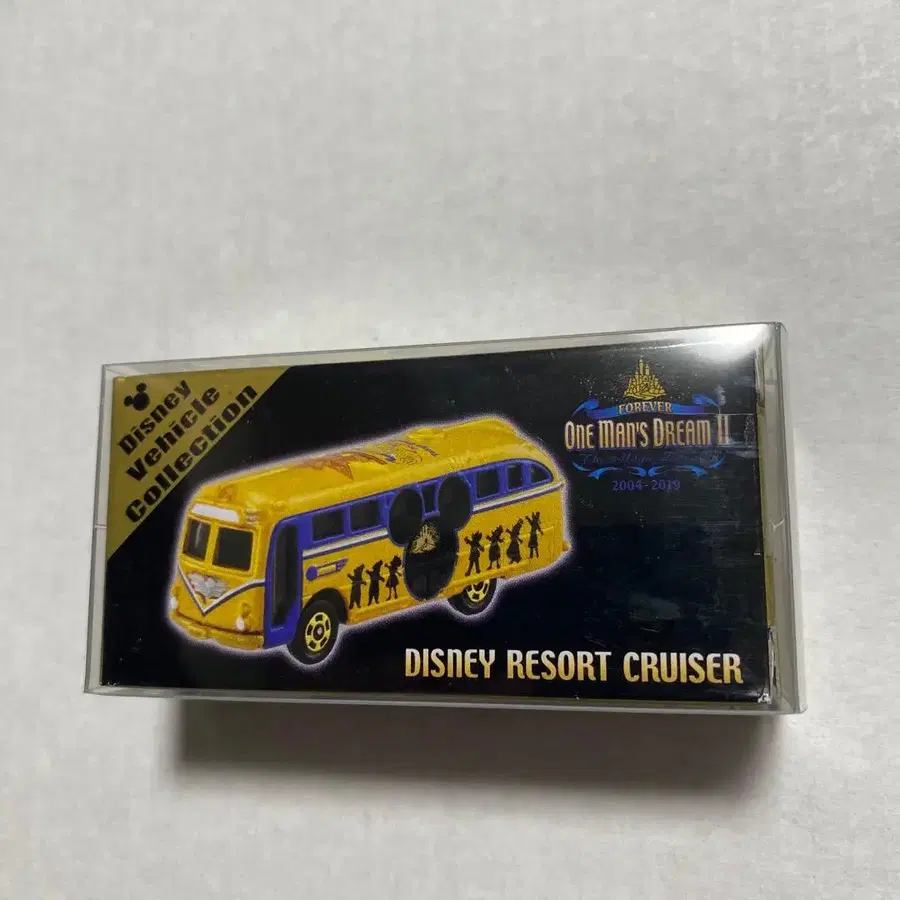 Disney
Vehicle
Collection
FOREVER
ONE MAN'S DREAM II
2004-2019
DISNEY RESORT CRUISER